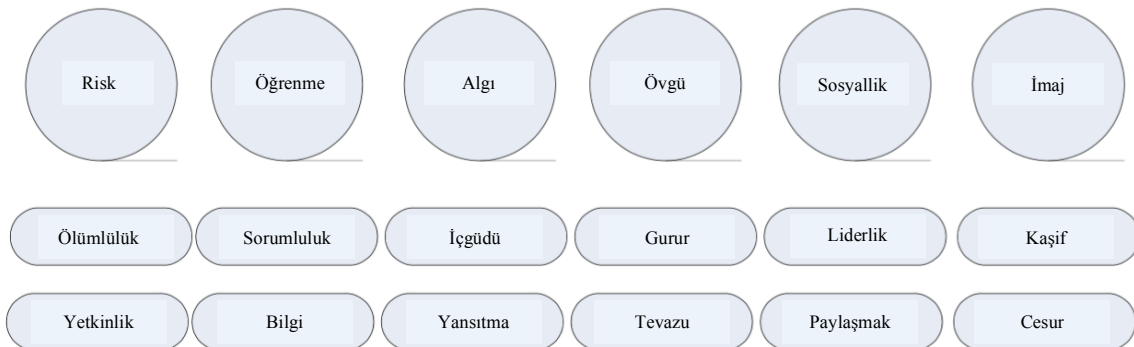 Risk Öğrenme Algı Övgü Sosyallik İmaj
Ölümlülük Sorumluluk İçgüdü Gurur Liderlik Kaşif
Yetkinlik Bilgi Yansıtma Tevazu Paylaşmak Cesur